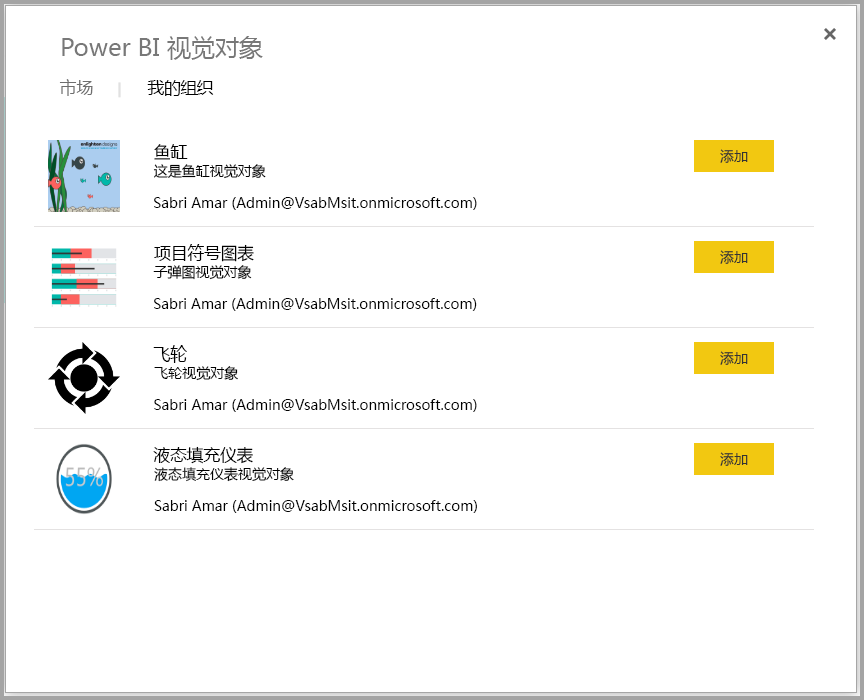 Power BI 视觉对象
市场 | 我的组织
enlighten designs
鱼缸
这是鱼缸视觉对象
Sabri Amar (Admin@VsabMsit.onmicrosoft.com)
添加
项目符号图表
子弹图视觉对象
Sabri Amar (Admin@VsabMsit.onmicrosoft.com)
添加
飞轮
飞轮视觉对象
Sabri Amar (Admin@VsabMsit.onmicrosoft.com)
添加
55%
液态填充仪表
液态填充仪表视觉对象
Sabri Amar (Admin@VsabMsit.onmicrosoft.com)
添加